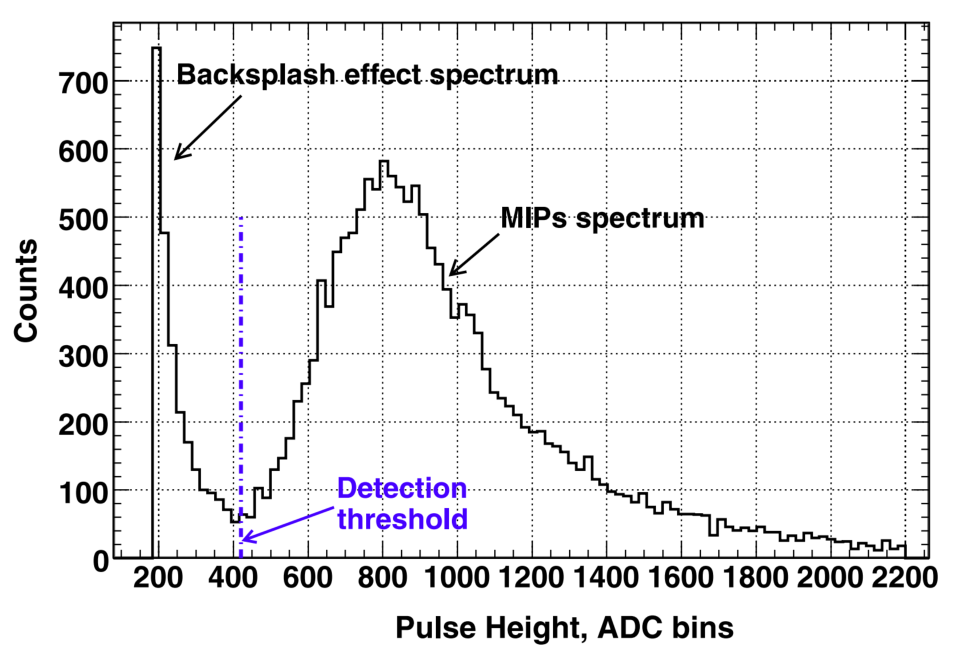 700
600
500
400
300
200
100
0
Counts
Backsplash effect spectrum
MIPs spectrum
Detection
threshold
200 400 600 800 1000 1200 1400 1600 1800 2000 2200
Pulse Height, ADC bins